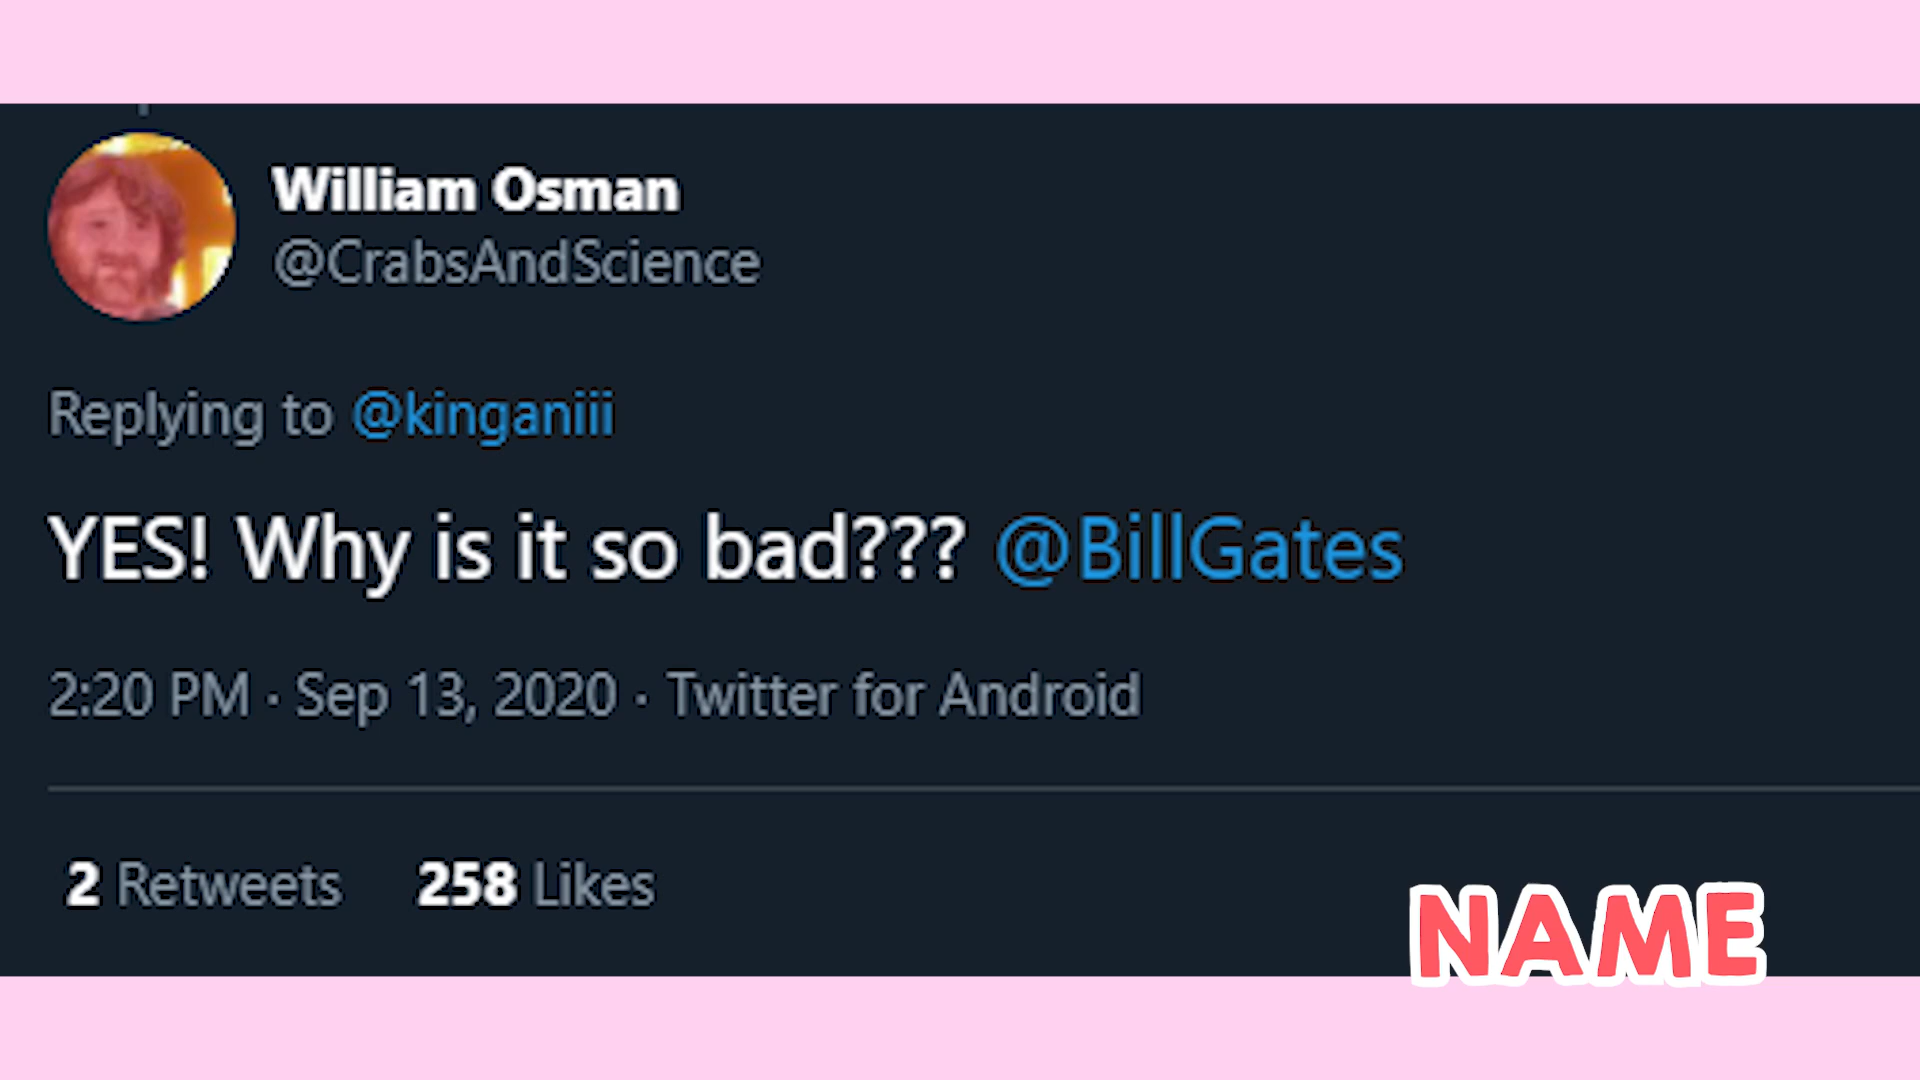 William Osman
@CrabsAndScience
Replying to @kinganiii
YES! Why is it so bad??? @BillGates
2:20 PM · Sep 13, 2020 · Twitter for Android
2 Retweets 258 Likes
NAME